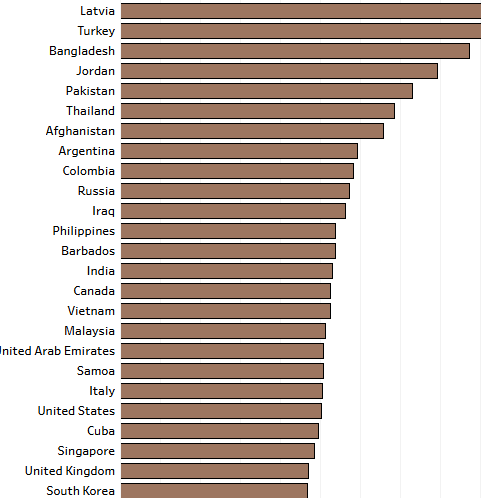 Latvia
Turkey
Bangladesh
Jordan
Pakistan
Thailand
Afghanistan
Argentina
Colombia
Russia
Iraq
Philippines
Barbados
India
Canada
Vietnam
Malaysia
nited Arab Emirates
Samoa
Italy
United States
Cuba
Singapore
United Kingdom
South Korea